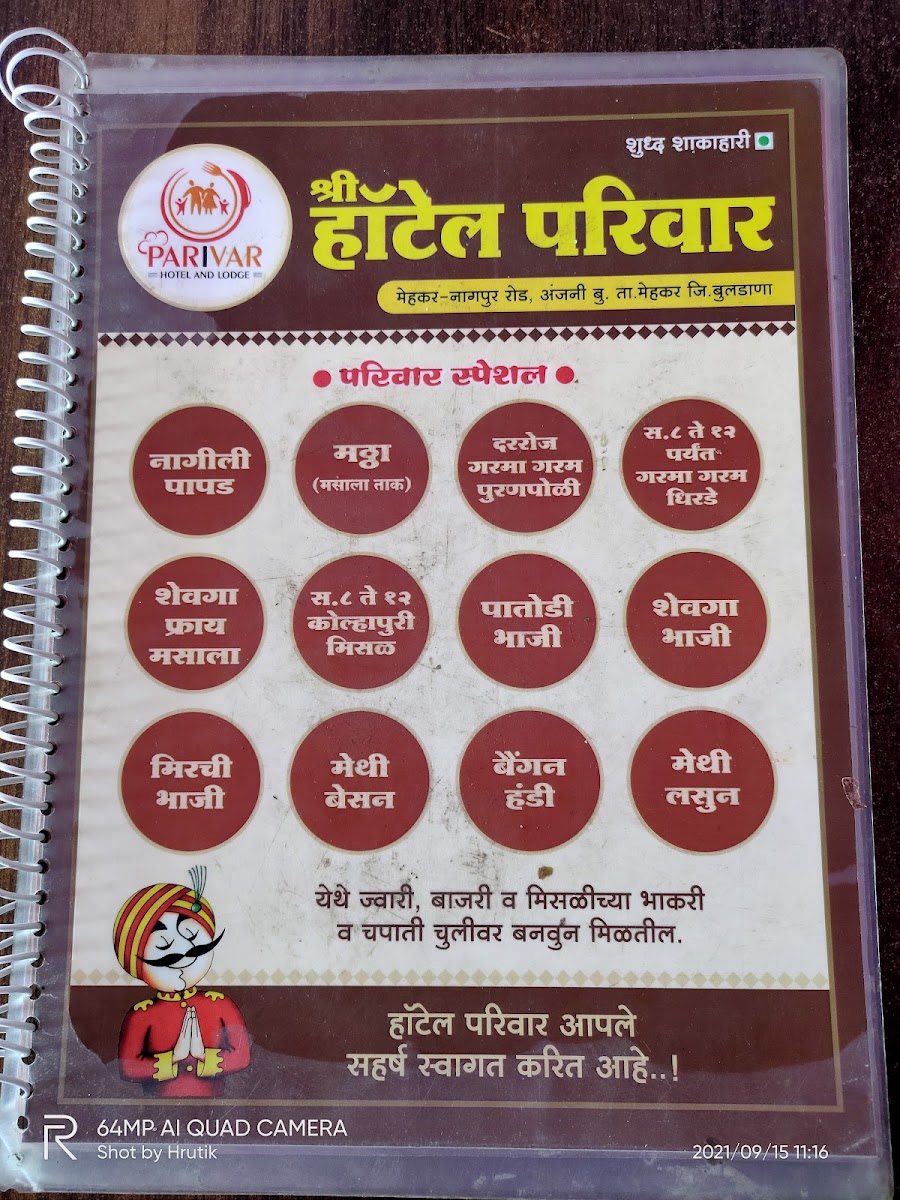 शुध्द शाकाहारी
श्री
हॉटेल परिवार
PARIVAR
HOTEL AND LODGE
मेहकर-नागपुर रोड, अंजनी बु. ता.मेहकर जि.बुलडाणा
परिवार स्पेशल
नागीली
पापड
मठ्ठा
(मसाला ताक)
दररोज
गरमा गरम
पुरणपोळी
स.८ ते १२
पर्यंत
गरमा गरम
धिरडे
शेवगा
फ्राय
मसाला
स.८ ते १२
कोल्हापुरी
मिसळ
पातोडी
भाजी
शेवगा
भाजी
मिरची
भाजी
मेथी
बेसन
बैंगन
हंडी
मेथी
लसुन
येथे ज्वारी, बाजरी व मिसळीच्या भाकरी
व चपाती चुलीवर बनवुन मिळतील.
हॉटेल परिवार आपले
सहर्ष स्वागत करित आहे..!
R
64MP AI QUAD CAMERA
Shot by Hrutik
2021/09/15 11:16